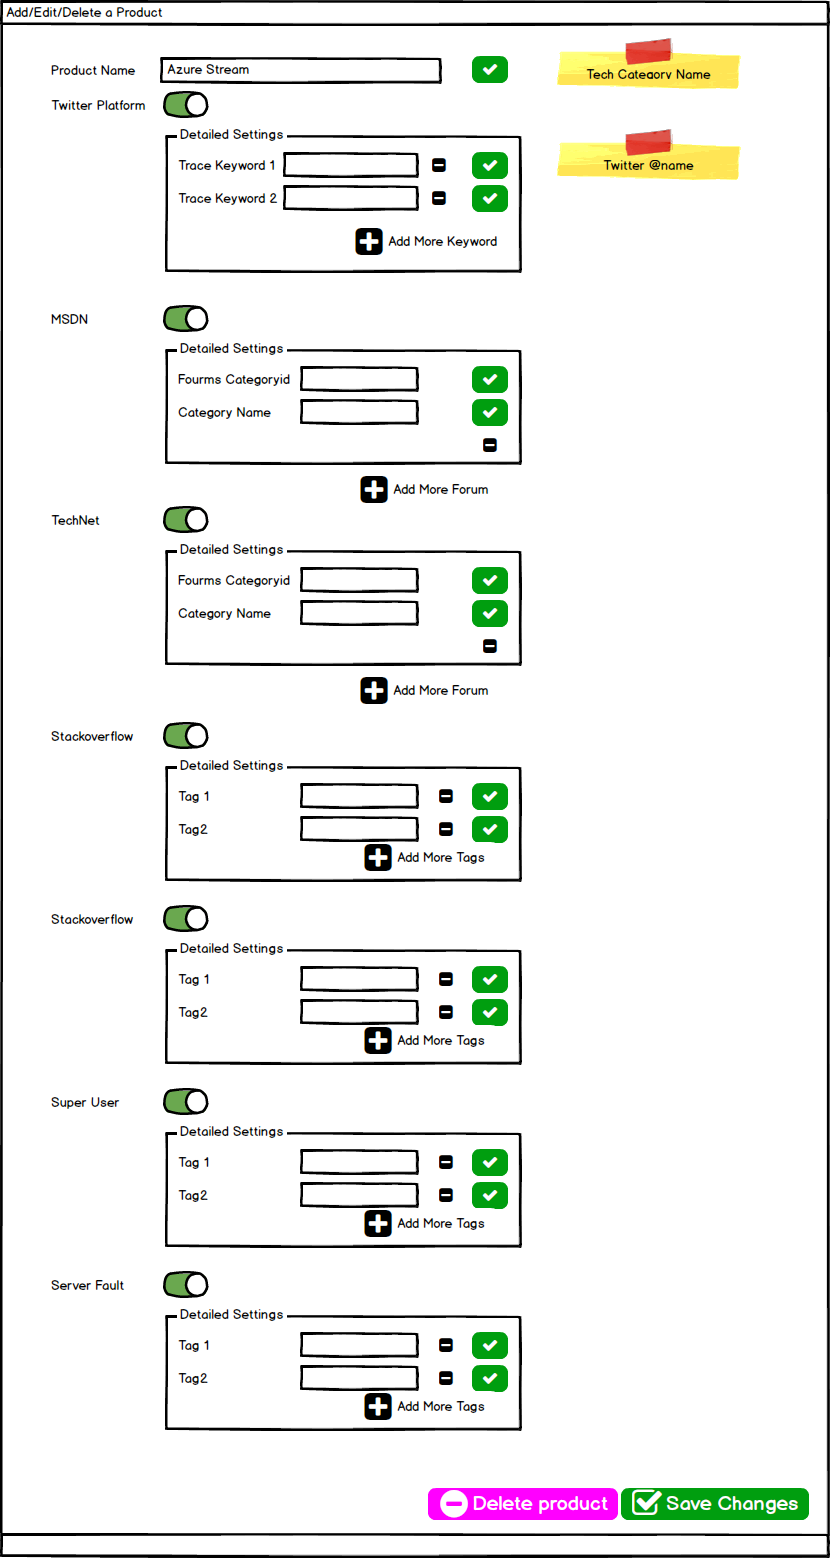 Add/Edit/Delete a Product
Product Name Azure Stream
Tech Category Name
Twitter Platform
Detailed Settings
Trace Keyword 1
Twitter @name
Trace Keyword 2
Add More Keyword
MSDN
Detailed Settings
Fourms Categoryid
Category Name
Add More Forum
TechNet
Detailed Settings
Fourms Categoryid
Category Name
Add More Forum
Stackoverflow
Detailed Settings
Tag 1
Tag2
Add More Tags
Stackoverflow
Detailed Settings
Tag 1
Tag2
Add More Tags
Super User
Detailed Settings
Tag 1
Tag2
Add More Tags
Server Fault
Detailed Settings
Tag 1
Tag2
Add More Tags
Delete product Save Changes